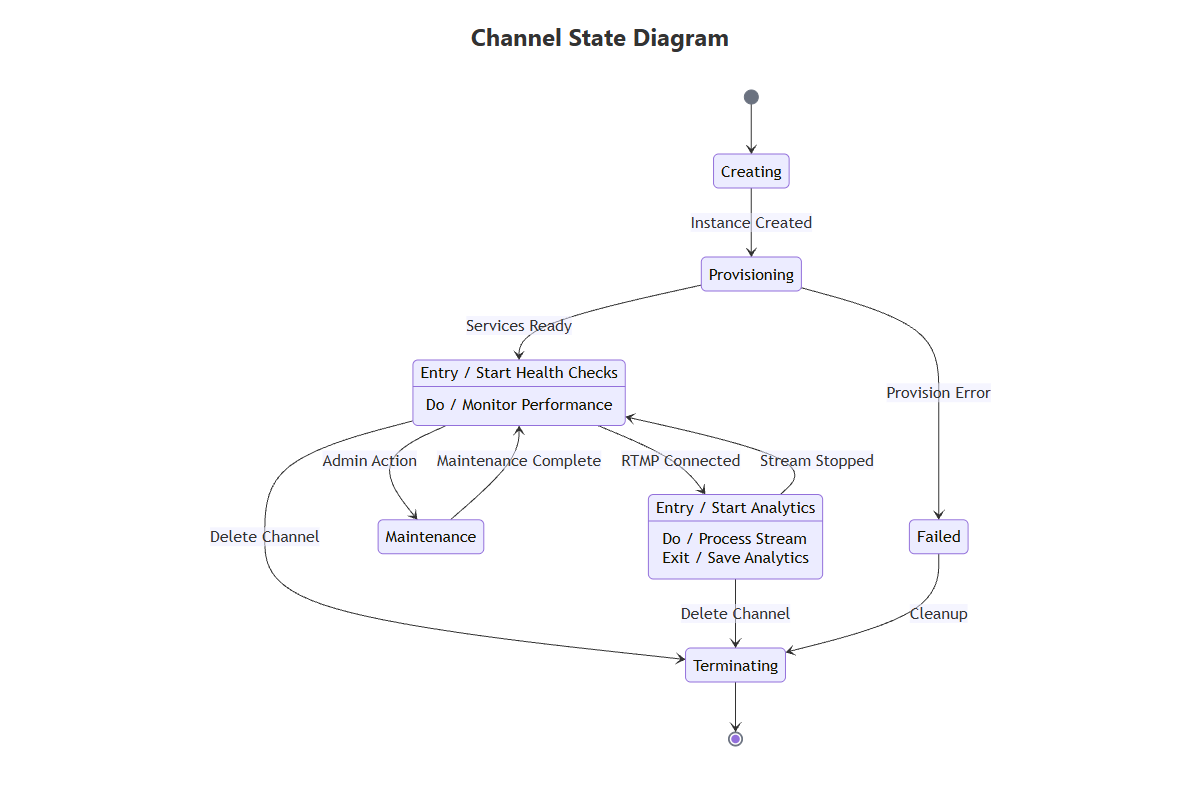 Channel State Diagram
Creating
Instance Created
Provisioning
Services Ready
Entry / Start Health Checks
Do / Monitor Performance
Provision Error
Admin Action
Maintenance Complete
RTMP Connected
Stream Stopped
Entry / Start Analytics
Do / Process Stream
Exit / Save Analytics
Delete Channel
Maintenance
Failed
Delete Channel
Cleanup
Terminating